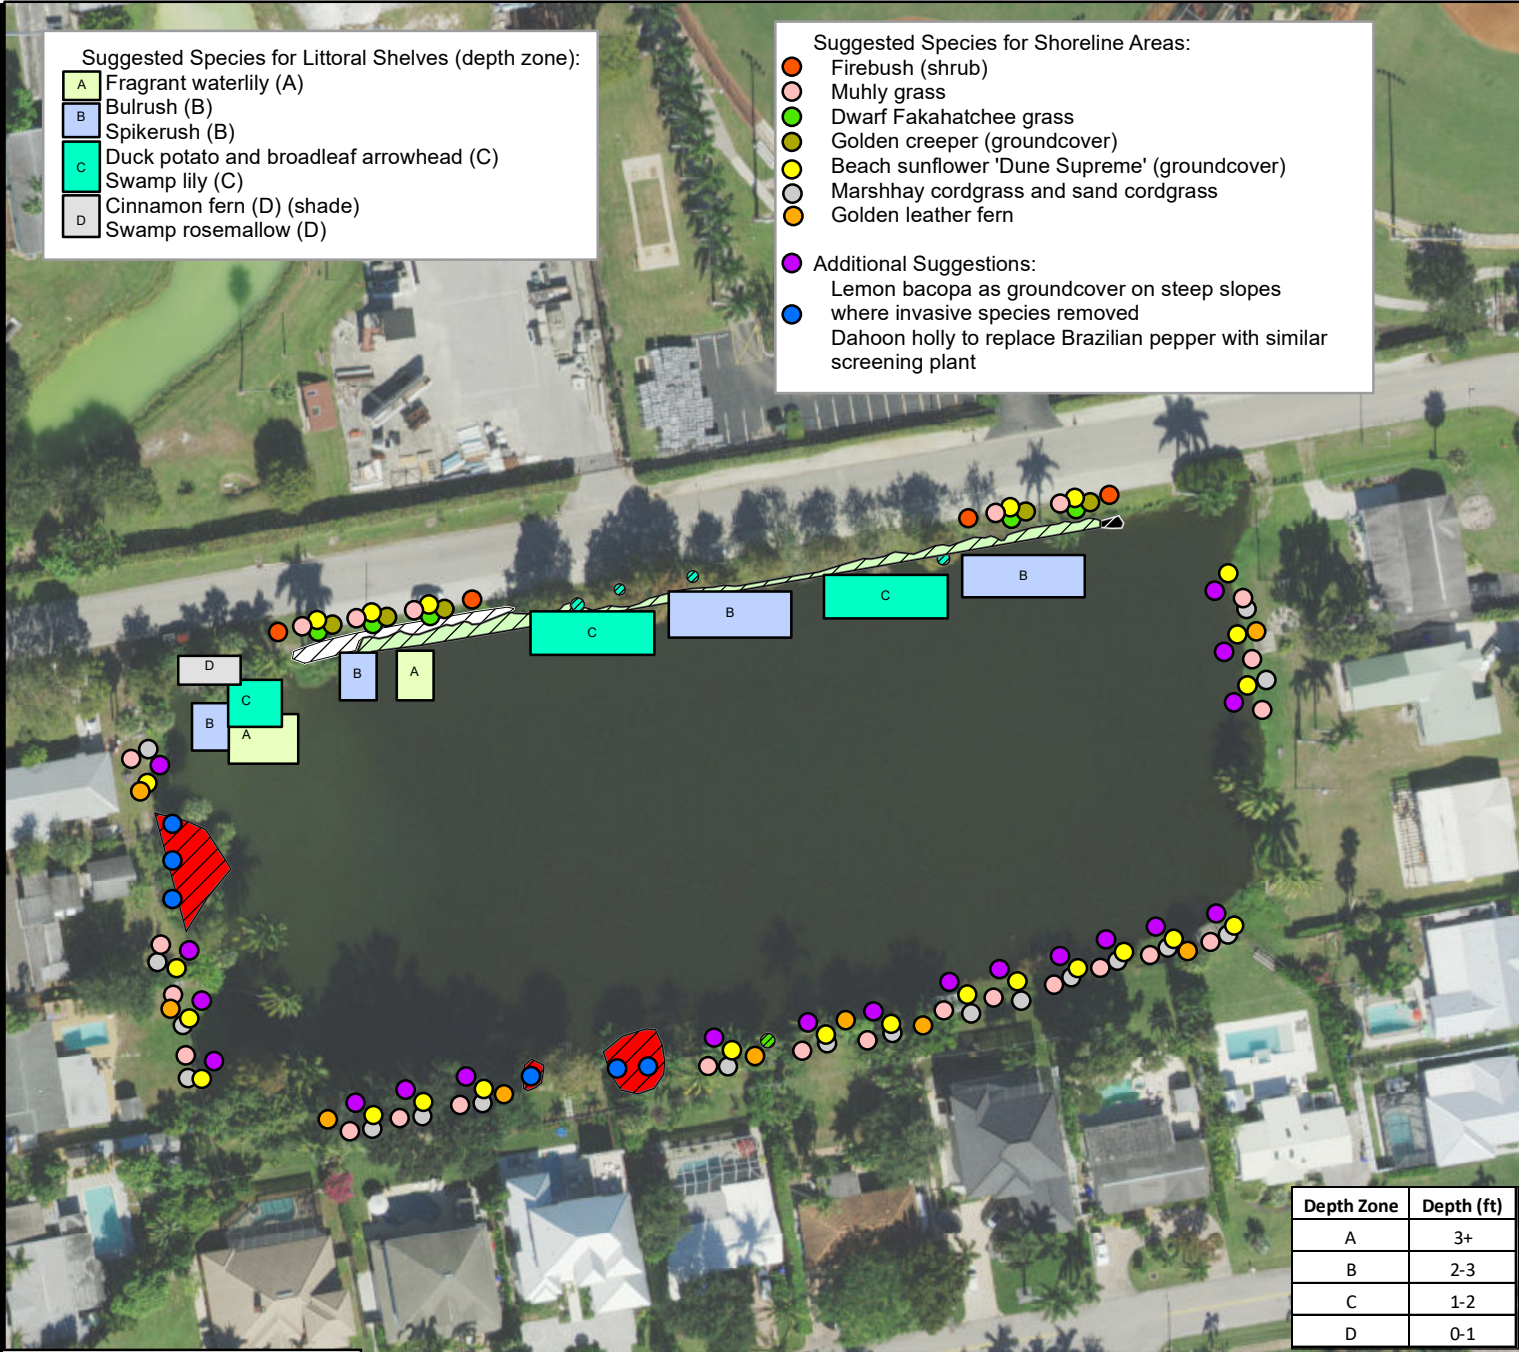 Suggested Species for Littoral Shelves (depth zone):
A Fragrant waterlily (A)
B Bulrush (B)
Spikerush (B)
C Duck potato and broadleaf arrowhead (C)
Swamp lily (C)
D Cinnamon fern (D) (shade)
Swamp rosemallow (D)
Suggested Species for Shoreline Areas:
Firebush (shrub)
Muhly grass
Dwarf Fakahatchee grass
Golden creeper (groundcover)
Beach sunflower 'Dune Supreme' (groundcover)
Marshhay cordgrass and sand cordgrass
Golden leather fern
Additional Suggestions:
Lemon bacopa as groundcover on steep slopes
where invasive species removed
Dahoon holly to replace Brazilian pepper with similar
screening plant
B
C
B
C
D
B
A
C
B
A
Depth Zone Depth (ft)
A 3+
B 2-3
C 1-2
D 0-1